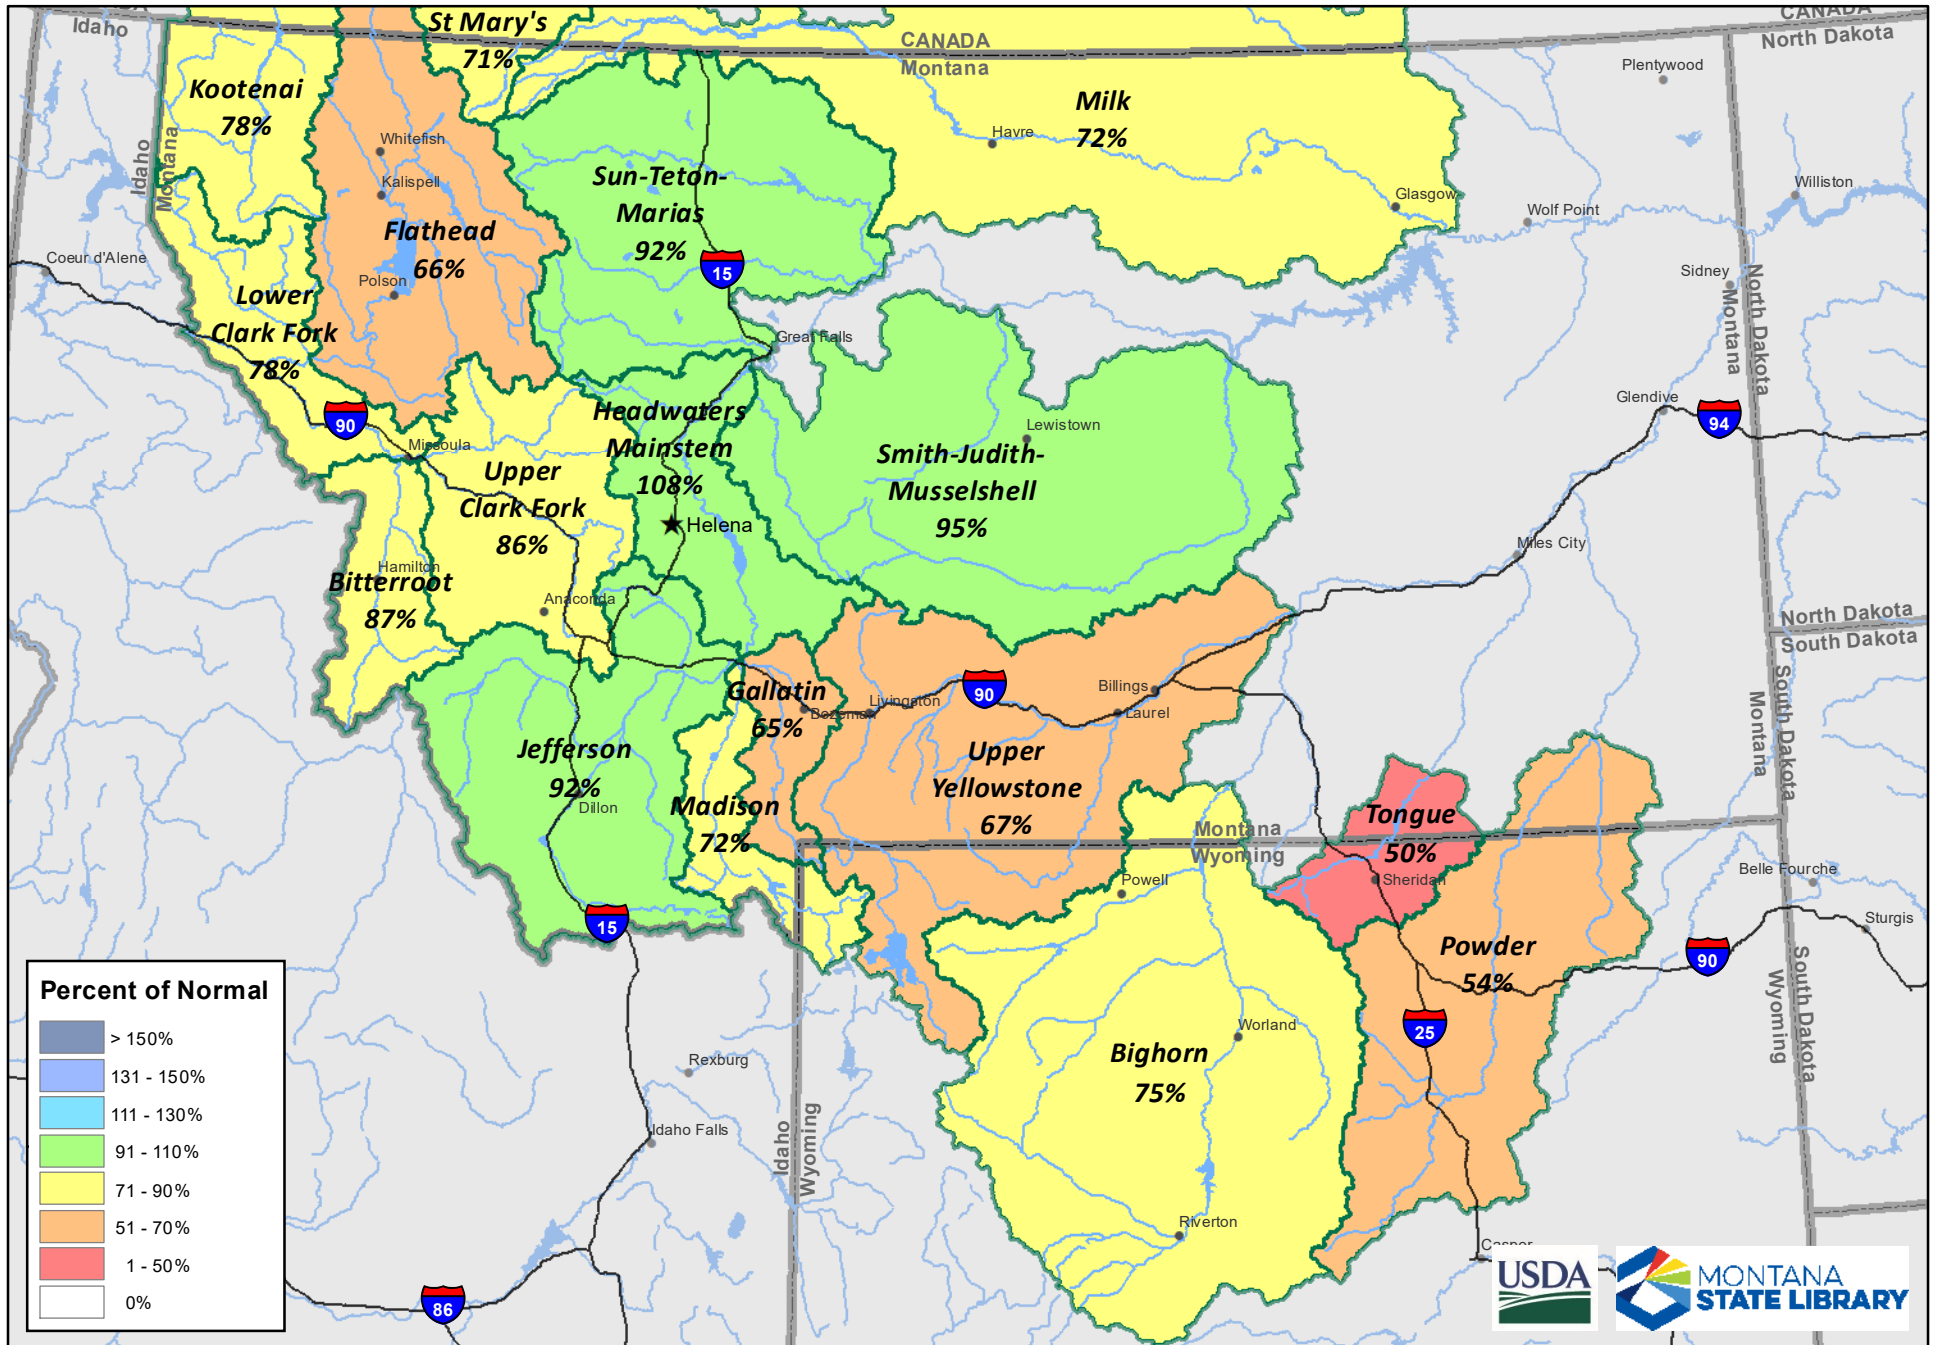 CANADA
North Dakota
Idaho
St Mary's
71%
CANADA
Montana
Plentywood
Kootenai
78%
Milk
72%
Havre
Whitefish
Kalispell
Idaho
Montana
Sun-Teton-
Marias
92%
Glasgow
Williston
Wolf Point
Flathead
66%
Coeur d'Alene
Polson
15
Sidney
Montana
North Dakota
Lower
Clark Fork
78%
Great Falls
90
Missoula
Headwaters
Mainstem
108%
Helena
Lewistown
Glendive
94
Smith-Judith-
Musselshell
95%
Upper
Clark Fork
86%
Miles City
Hamilton
Bitterroot
87%
Anaconda
North Dakota
South Dakota
Gallatin
65%
Bozeman
Livingston
90
Billings
Laurel
Montana
South Dakota
Jefferson
92%
Dillon
Upper
Yellowstone
67%
Madison
72%
Tongue
50%
Montana
Wyoming
Sheridan
Powell
Belle Fourche
Sturgis
15
Powder
54%
90
Wyoming
South Dakota
Percent of Normal
> 150%
131 - 150%
111 - 130%
91 - 110%
71 - 90%
51 - 70%
1 - 50%
0%
Worland
25
Bighorn
75%
Rexburg
Idaho Falls
Idaho
Wyoming
Riverton
Casper
86
USDA
MONTANA
STATE LIBRARY